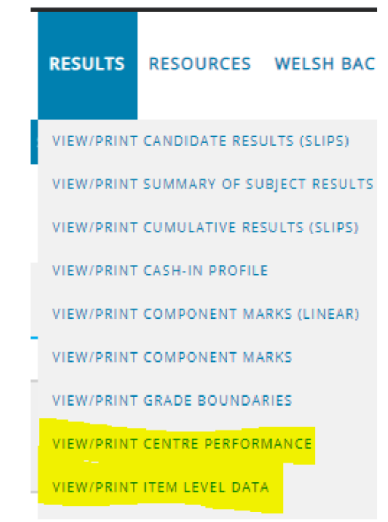 RESULTS RESOURCES WELSH BAC
VIEW/PRINT CANDIDATE RESULTS (SLIPS)
VIEW/PRINT SUMMARY OF SUBJECT RESULTS
VIEW/PRINT CUMULATIVE RESULTS (SLIPS)
VIEW/PRINT CASH-IN PROFILE
VIEW/PRINT COMPONENT MARKS (LINEAR)
VIEW/PRINT COMPONENT MARKS
VIEW/PRINT GRADE BOUNDARIES
VIEW/PRINT CENTRE PERFORMANCE
VIEW/PRINT ITEM LEVEL DATA